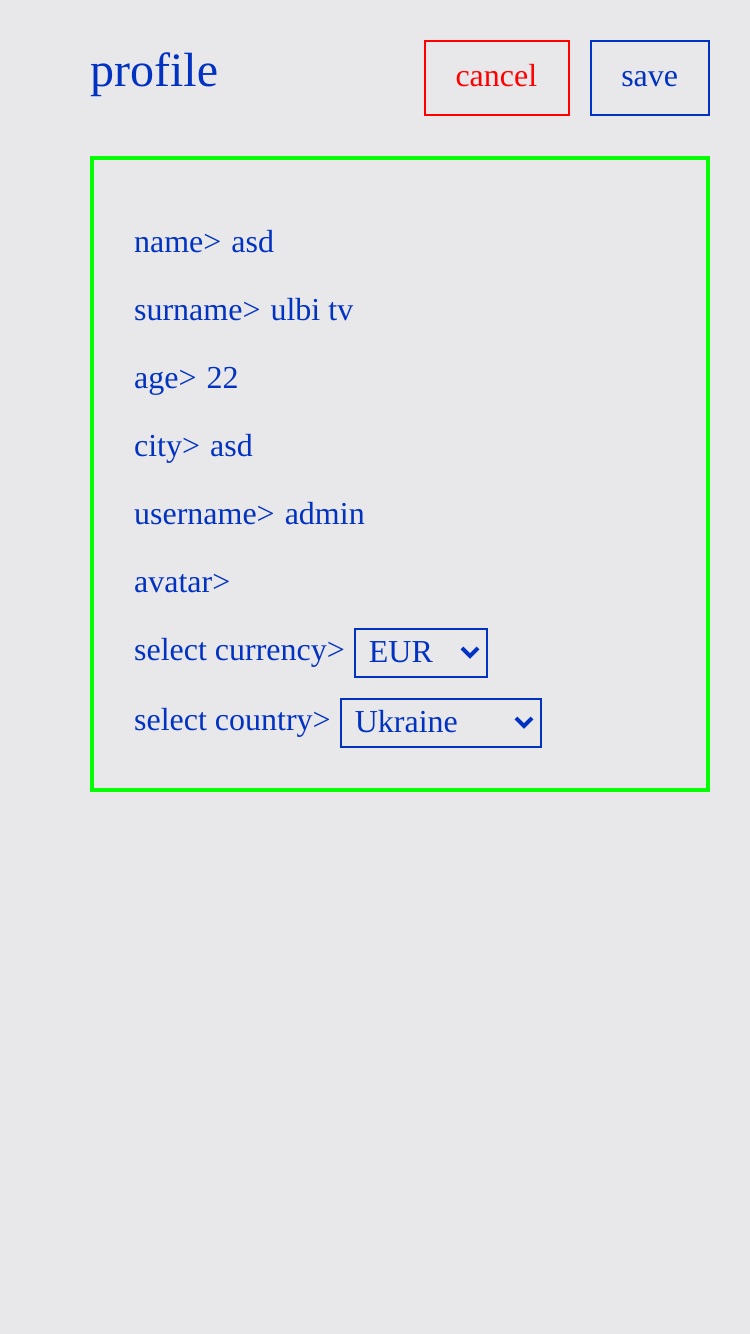 profile cancel save
name> asd
surname> ulbi tv
age> 22
city> asd
username> admin
avatar>
select currency> EUR
select country> Ukraine